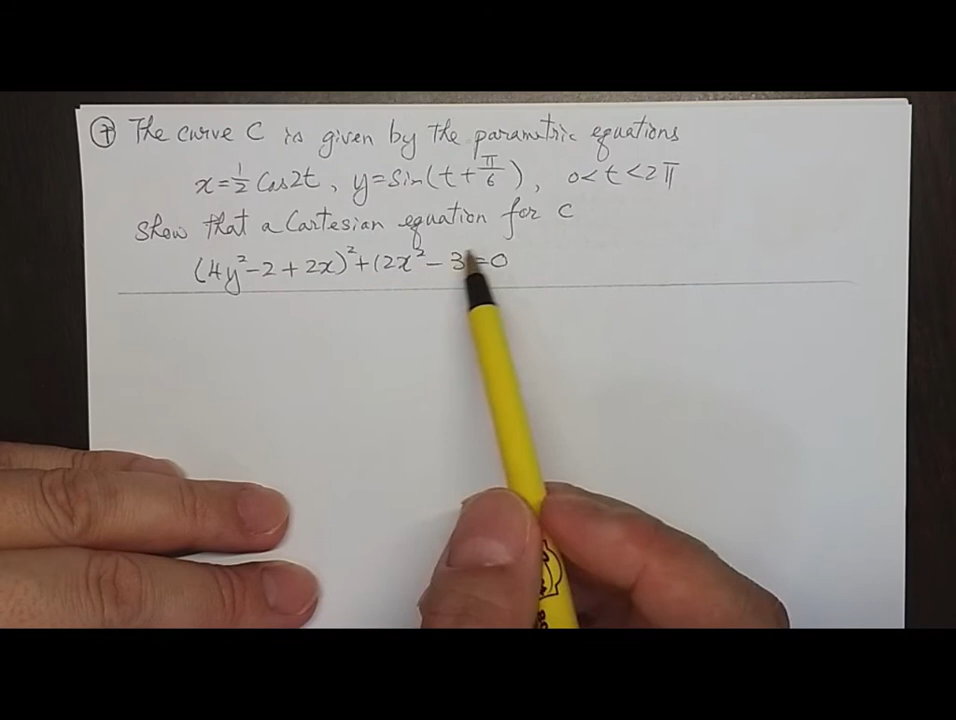 ⑦ The curve C is given by the parametric equations
x=½ Cos2t, y=Sin(t+π/6), 0<t<2π
Show that a Cartesian equation for C
(4y²-2+2x)²+(2x²-3=0